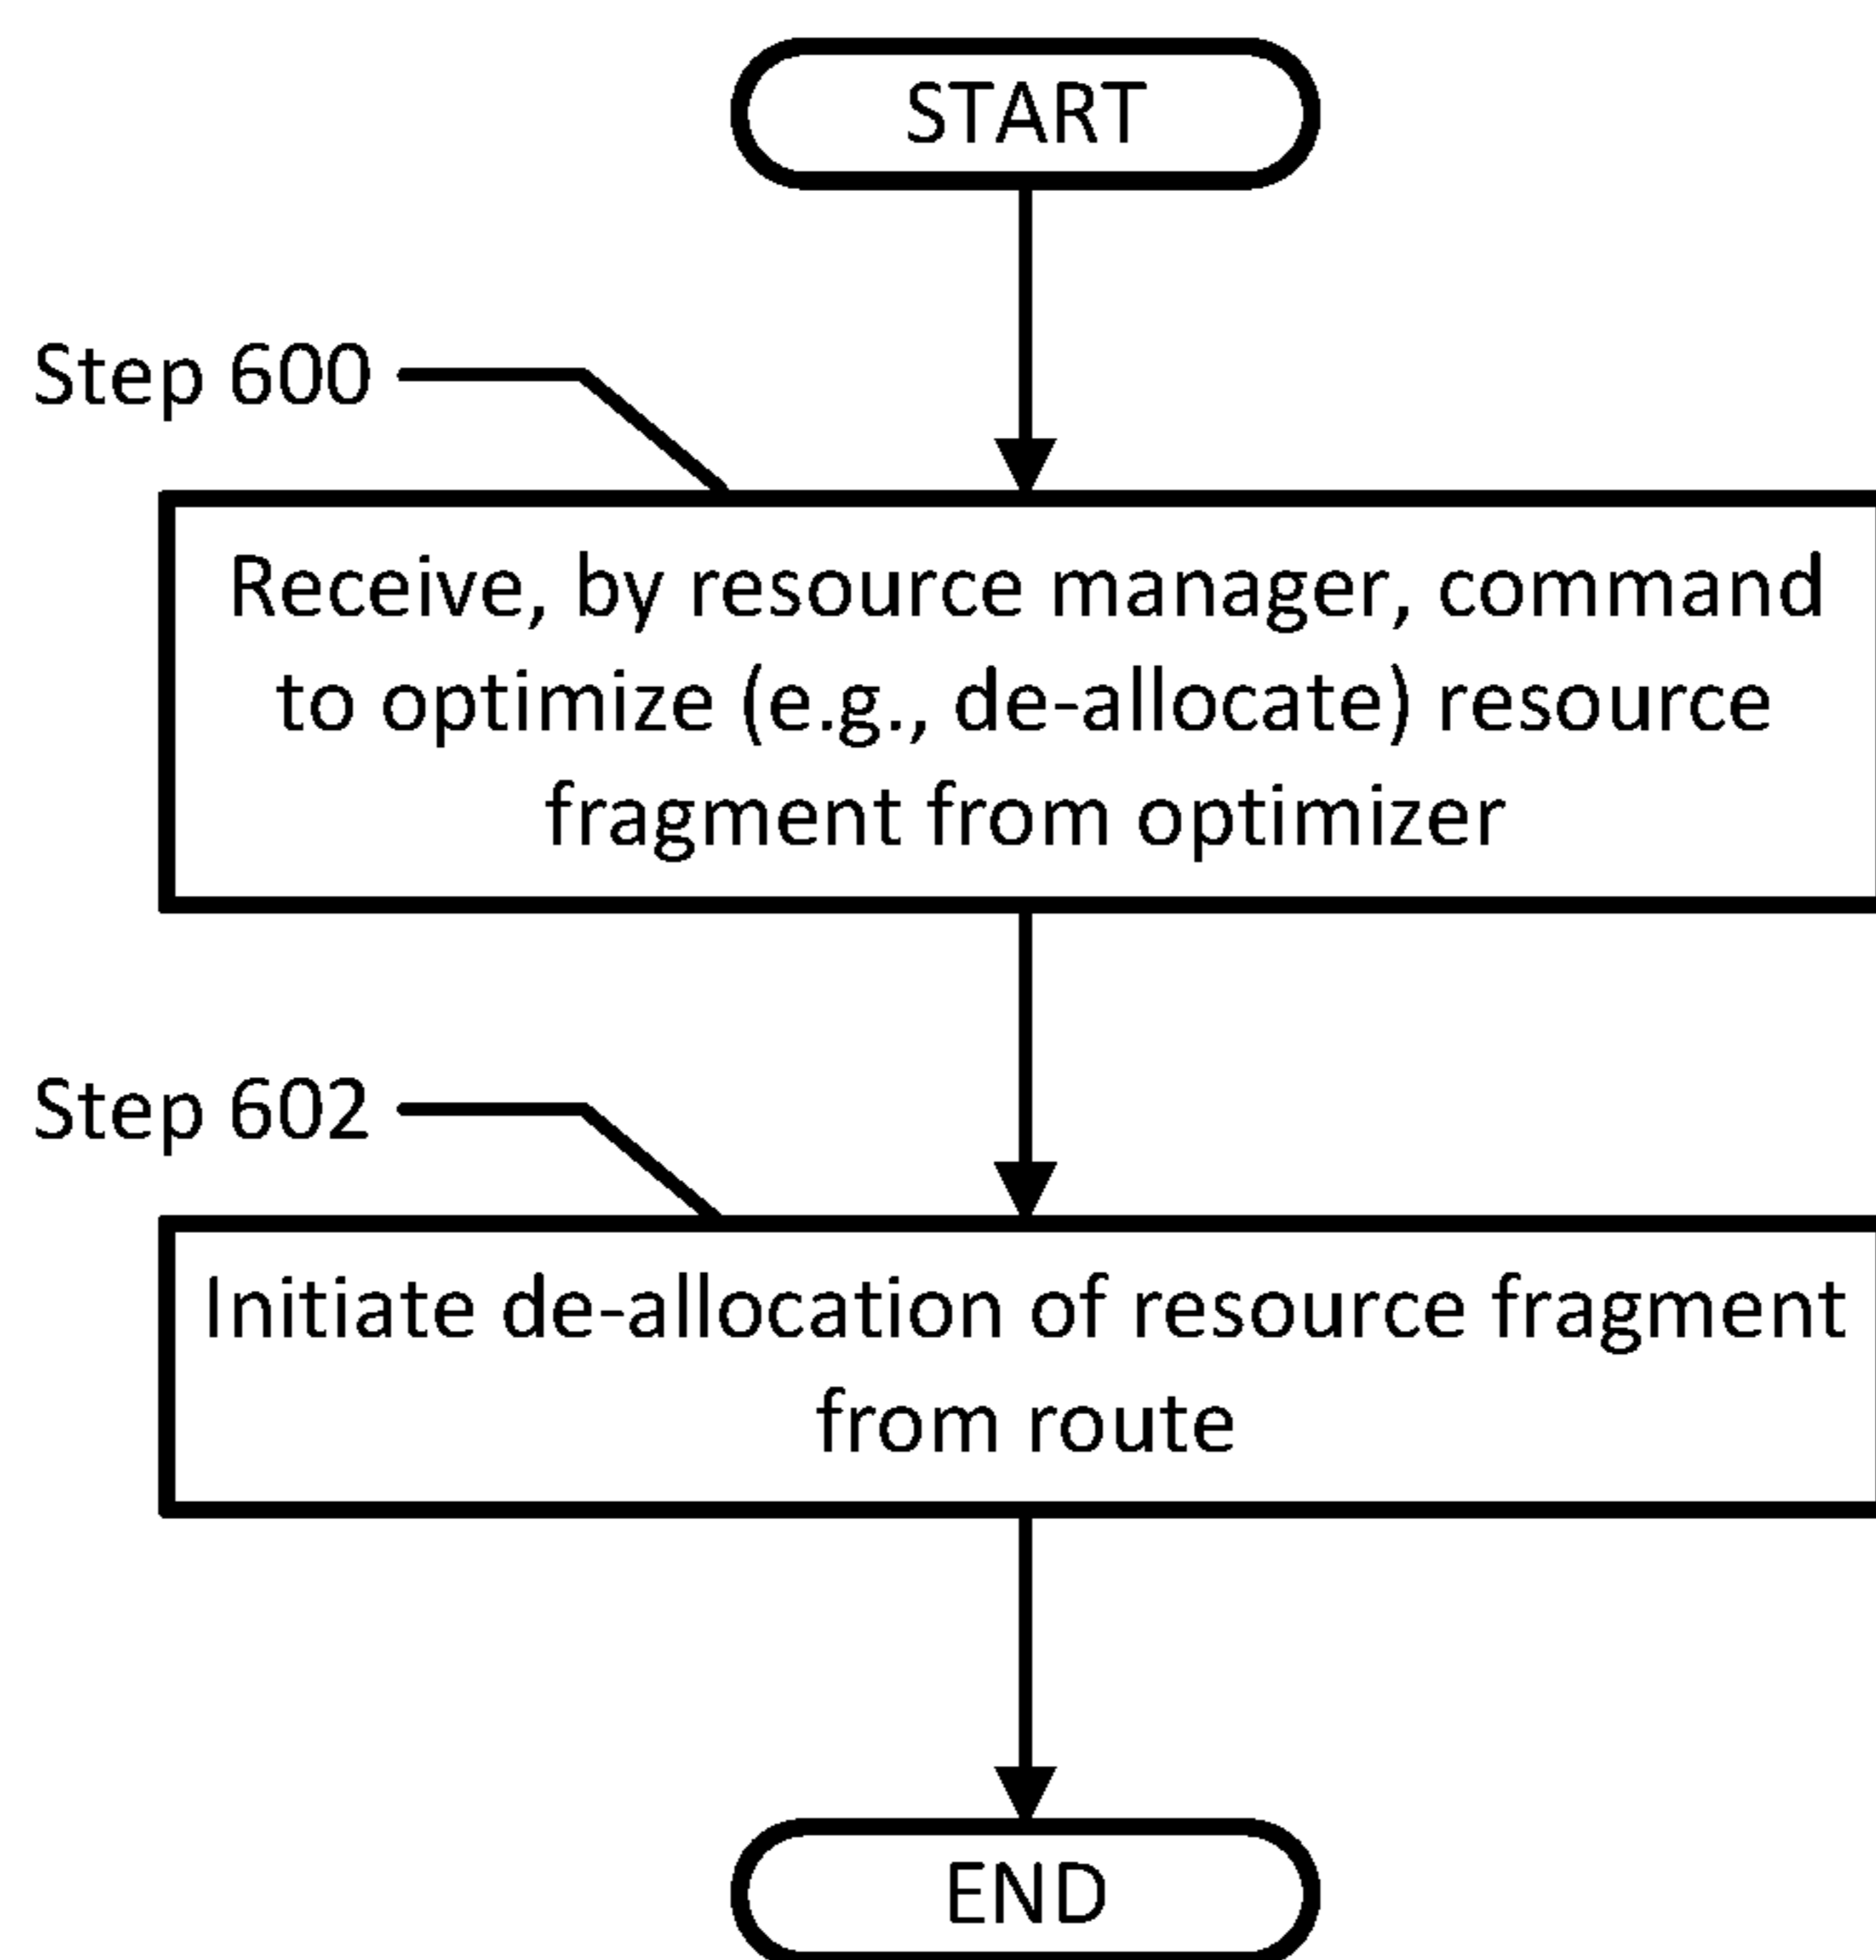 START
Step 600
Receive, by resource manager, command
to optimize (e.g., de-allocate) resource
fragment from optimizer
Step 602
Initiate de-allocation of resource fragment
from route
END